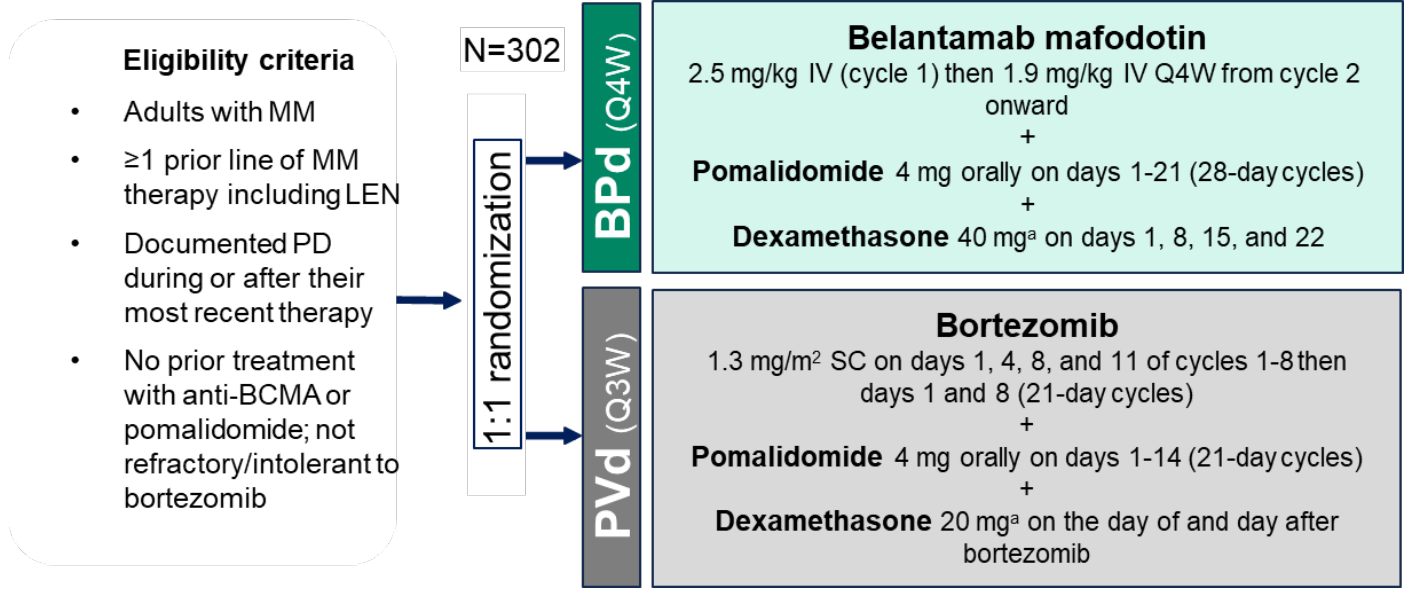 Eligibility criteria
• Adults with MM
• ≥1 prior line of MM
therapy including LEN
• Documented PD
during or after their
most recent therapy
• No prior treatment
with anti-BCMA or
pomalidomide; not
refractory/intolerant to
bortezomib
N=302
1:1 randomization
BPd (Q4W)
Belantamab mafodotin
2.5 mg/kg IV (cycle 1) then 1.9 mg/kg IV Q4W from cycle 2
onward
+
Pomalidomide 4 mg orally on days 1-21 (28-day cycles)
+
Dexamethasone 40 mgᵃ on days 1, 8, 15, and 22
PVd (Q3W)
Bortezomib
1.3 mg/m² SC on days 1, 4, 8, and 11 of cycles 1-8 then
days 1 and 8 (21-day cycles)
+
Pomalidomide 4 mg orally on days 1-14 (21-day cycles)
+
Dexamethasone 20 mgᵃ on the day of and day after
bortezomib